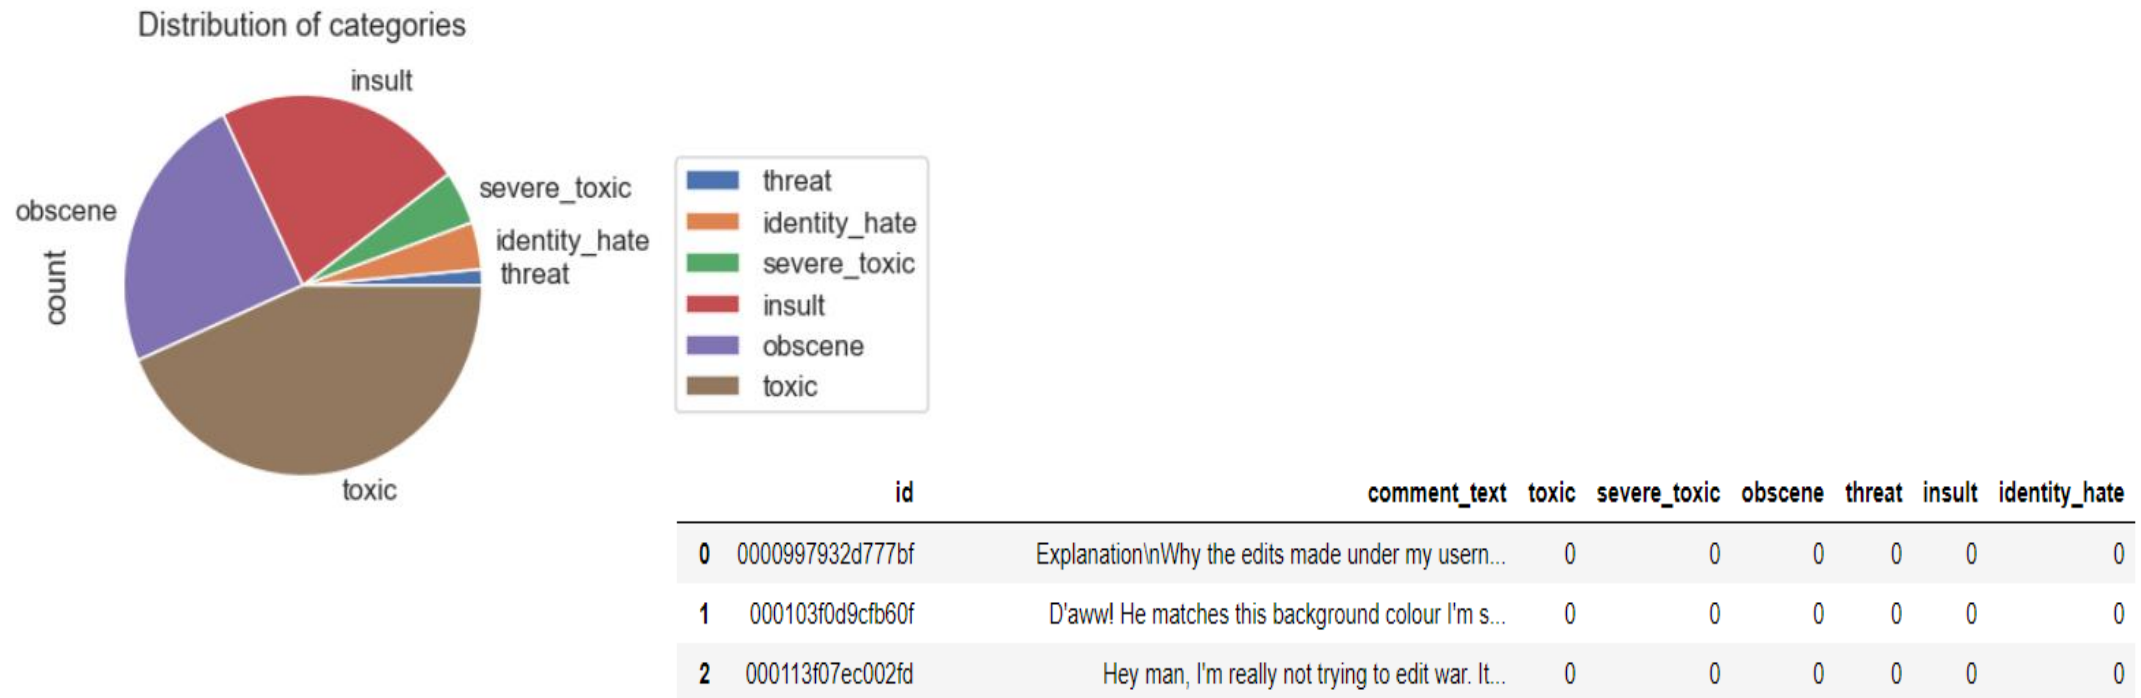 Distribution of categories
insult
severe_toxic
obscene
identity_hate
threat
count
toxic
threat
identity_hate
severe_toxic
insult
obscene
toxic
id comment_text toxic severe_toxic obscene threat insult identity_hate
0 0000997932d777bf Explanation\nWhy the edits made under my usern... 0 0 0 0 0 0
1 000103f0d9cfb60f D'aww! He matches this background colour I'm s... 0 0 0 0 0 0
2 000113f07ec002fd Hey man, I'm really not trying to edit war. It... 0 0 0 0 0 0